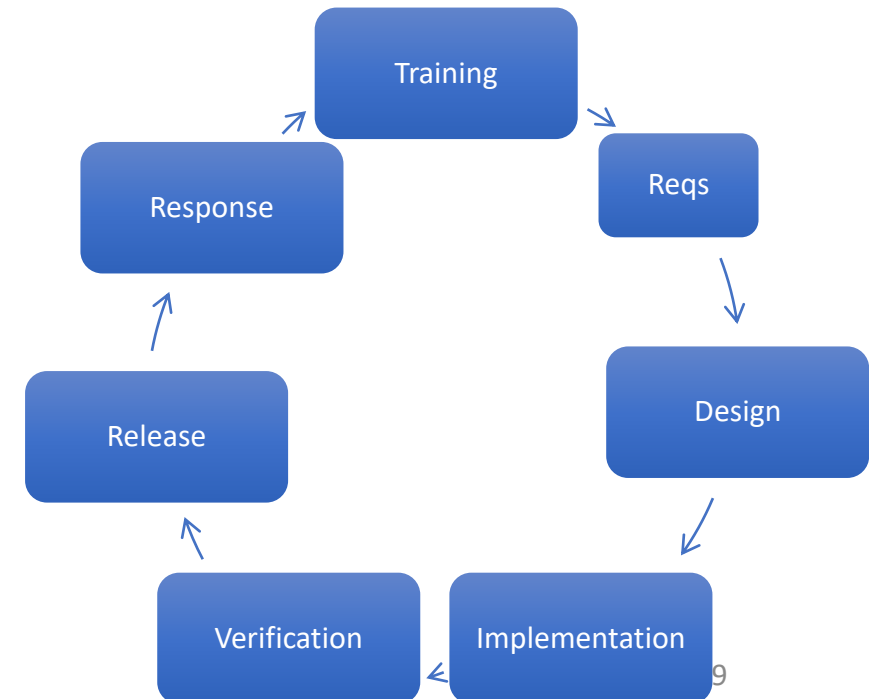 Training
Reqs
Design
Implementation
Verification
Release
Response
9